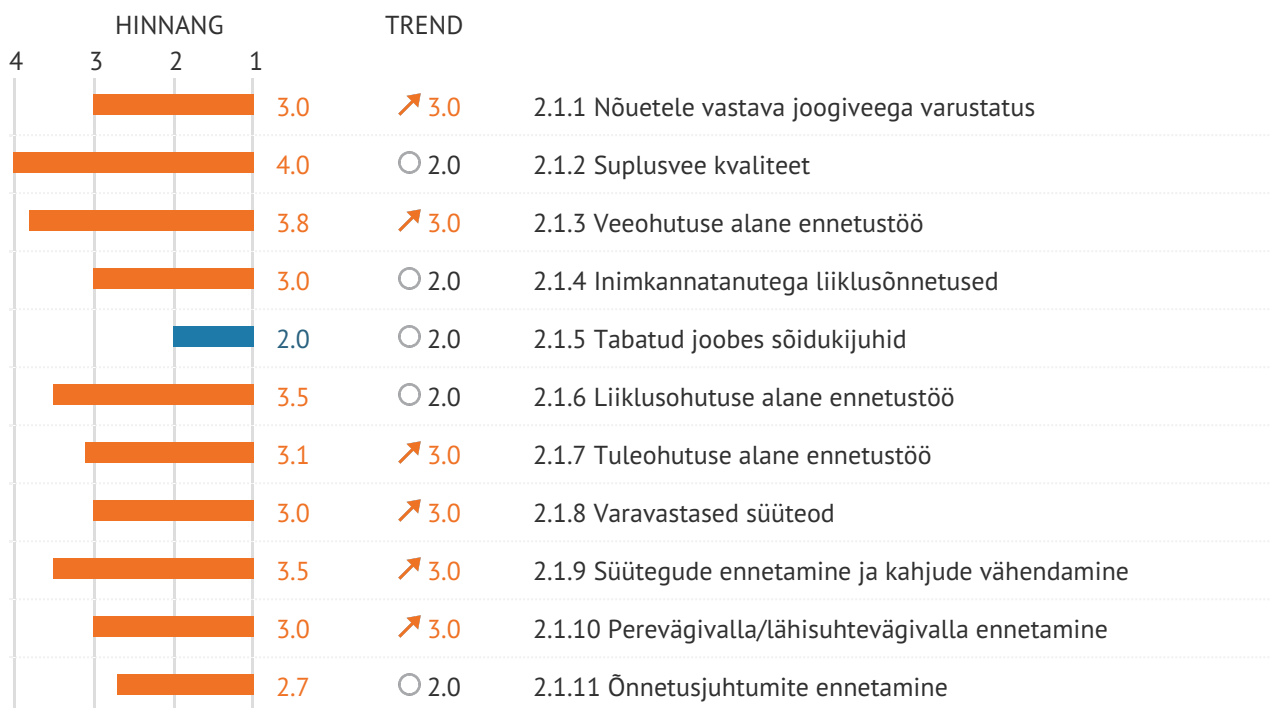 HINNANG TREND
4 3 2 1
3.0 3.0 2.1.1 Nõuetele vastava joogiveega varustatus
4.0 2.0 2.1.2 Suplusvee kvaliteet
3.8 3.0 2.1.3 Veeohutuse alane ennetustöö
3.0 2.0 2.1.4 Inimkannatanutega liiklusõnnetused
2.0 2.0 2.1.5 Tabatud joobes sõidukijuhid
3.5 2.0 2.1.6 Liiklusohutuse alane ennetustöö
3.1 3.0 2.1.7 Tuleohutuse alane ennetustöö
3.0 3.0 2.1.8 Varavastased süüteod
3.5 3.0 2.1.9 Süütegude ennetamine ja kahjude vähendamine
3.0 3.0 2.1.10 Perevägivalla/lähisuhtevägivalla ennetamine
2.7 2.0 2.1.11 Õnnetusjuhtumite ennetamine